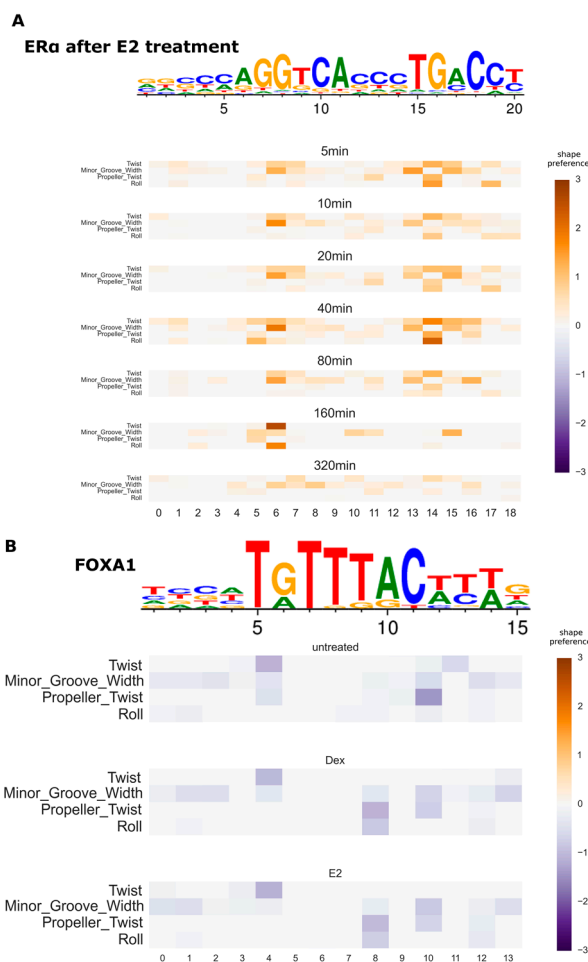 A
ERα after E2 treatment
GGCCCAGGTCACCCTGACCT
5 10 15 20
5min
Twist
Minor_Groove_Width
Propeller_Twist
Roll
10min
Twist
Minor_Groove_Width
Propeller_Twist
Roll
20min
Twist
Minor_Groove_Width
Propeller_Twist
Roll
40min
Twist
Minor_Groove_Width
Propeller_Twist
Roll
80min
Twist
Minor_Groove_Width
Propeller_Twist
Roll
160min
Twist
Minor_Groove_Width
Propeller_Twist
Roll
320min
Twist
Minor_Groove_Width
Propeller_Twist
Roll
0 1 2 3 4 5 6 7 8 9 10 11 12 13 14 15 16 17 18
shape
preference
3
2
1
0
−1
−2
−3
B
FOXA1
TCCATGTTTACTTTG
5 10 15
untreated
Twist
Minor_Groove_Width
Propeller_Twist
Roll
Dex
Twist
Minor_Groove_Width
Propeller_Twist
Roll
E2
Twist
Minor_Groove_Width
Propeller_Twist
Roll
0 1 2 3 4 5 6 7 8 9 10 11 12 13
shape
preference
3
2
1
0
−1
−2
−3